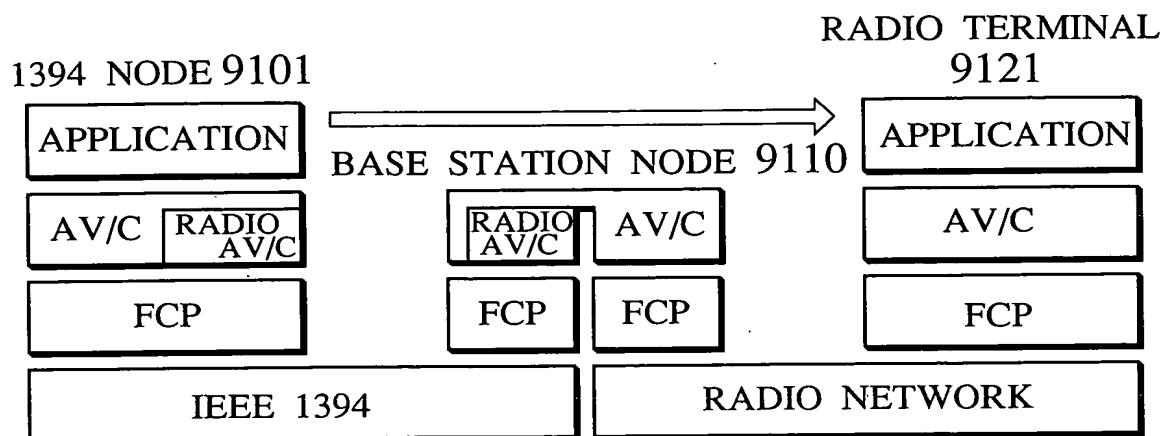 RADIO TERMINAL
9121
1394 NODE 9101
APPLICATION
APPLICATION
BASE STATION NODE 9110
AV/C
RADIO
AV/C
RADIO
AV/C
AV/C
AV/C
FCP
FCP
FCP
FCP
IEEE 1394
RADIO NETWORK